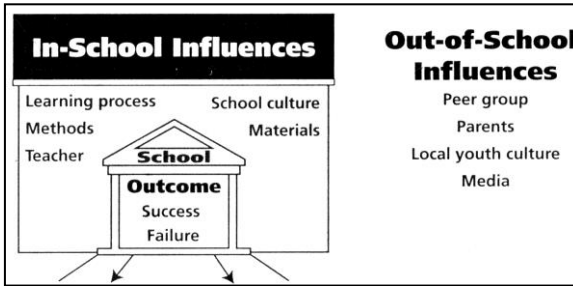 In-School Influences
Learning process
Methods
Teacher
School culture
Materials
School
Outcome
Success
Failure
Out-of-School
Influences
Peer group
Parents
Local youth culture
Media